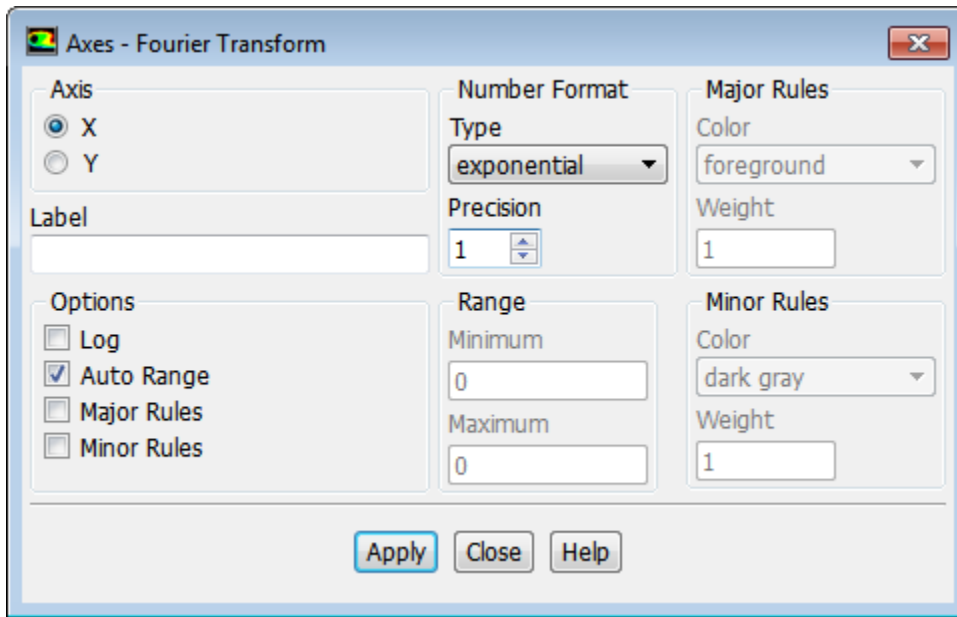 Axes - Fourier Transform
Axis
X
Y
Label
Number Format
Type
exponential
Precision
1
Major Rules
Color
foreground
Weight
1
Options
Log
Auto Range
Major Rules
Minor Rules
Range
Minimum
0
Maximum
0
Minor Rules
Color
dark gray
Weight
1
Apply Close Help